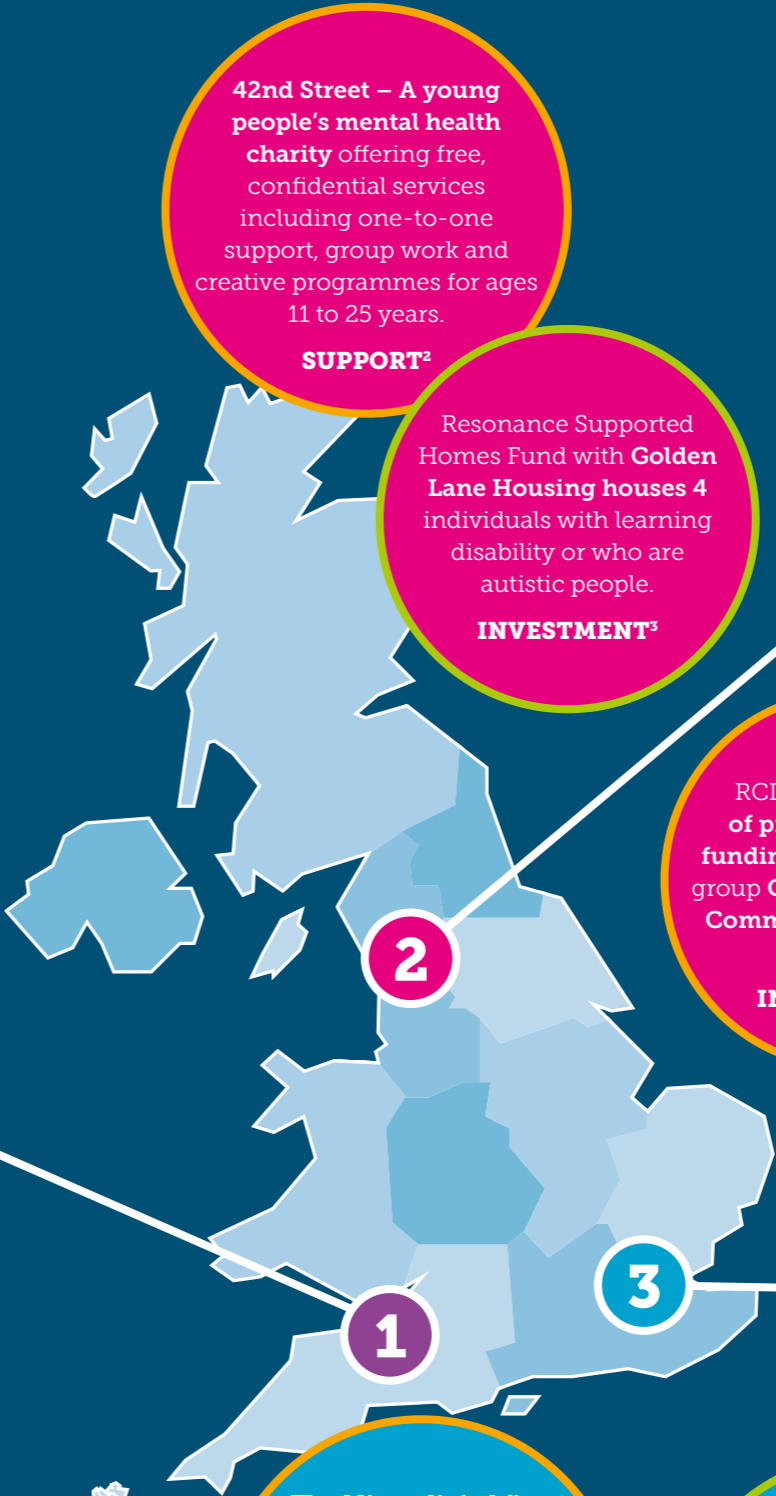 42nd Street – A young
people's mental health
charity offering free,
confidential services
including one-to-one
support, group work and
creative programmes for ages
11 to 25 years.
SUPPORT²
Resonance Supported
Homes Fund with Golden
Lane Housing houses 4
individuals with learning
disability or who are
autistic people.
INVESTMENT³
of
group
2
3
1